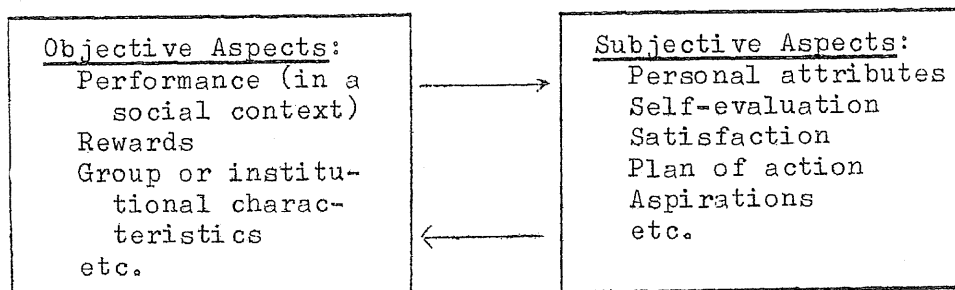 Objective Aspects:
Performance (in a
social context)
Rewards
Group or institu-
tional charac-
teristics
etc.
Subjective Aspects:
Personal attributes
Self-evaluation
Satisfaction
Plan of action
Aspirations
etc.